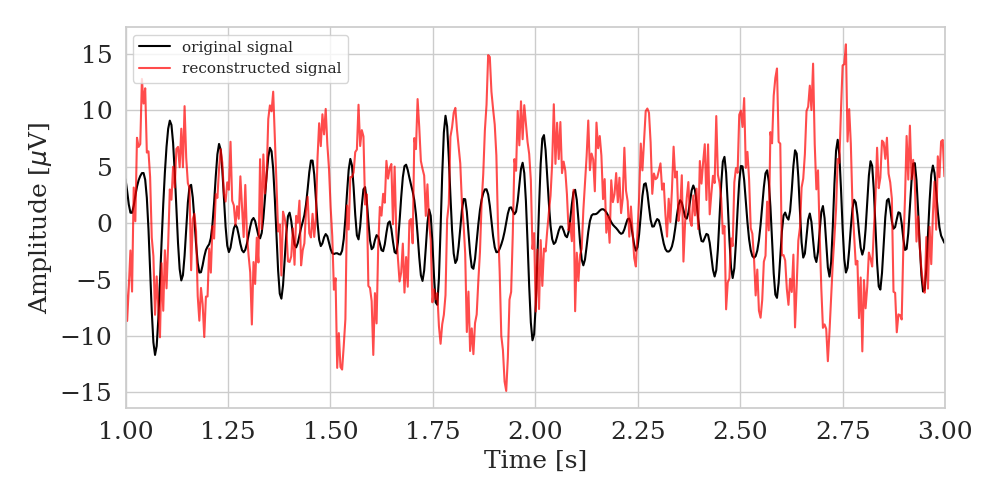 original signal
reconstructed signal
15
10
5
0
−5
−10
−15
Amplitude [μV]
1.00 1.25 1.50 1.75 2.00 2.25 2.50 2.75 3.00
Time [s]